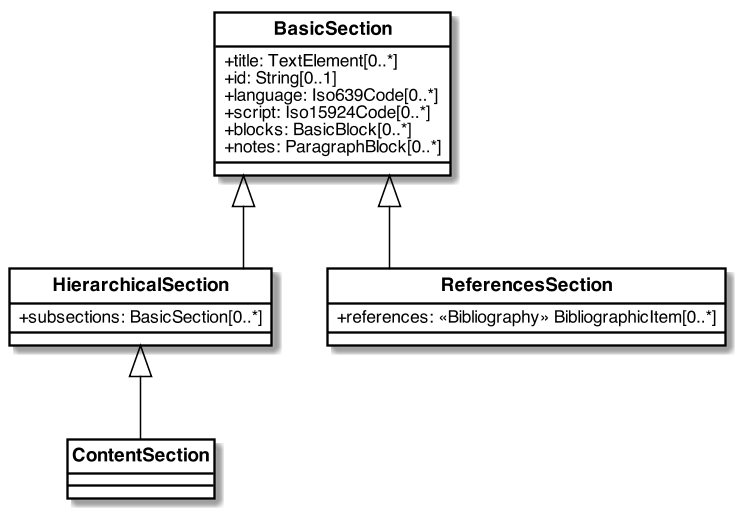 BasicSection
+title: TextElement[0..*]
+id: String[0..1]
+language: Iso639Code[0..*]
+script: Iso15924Code[0..*]
+blocks: BasicBlock[0..*]
+notes: ParagraphBlock[0..*]
HierarchicalSection
+subsections: BasicSection[0..*]
ReferencesSection
+references: «Bibliography» BibliographicItem[0..*]
ContentSection